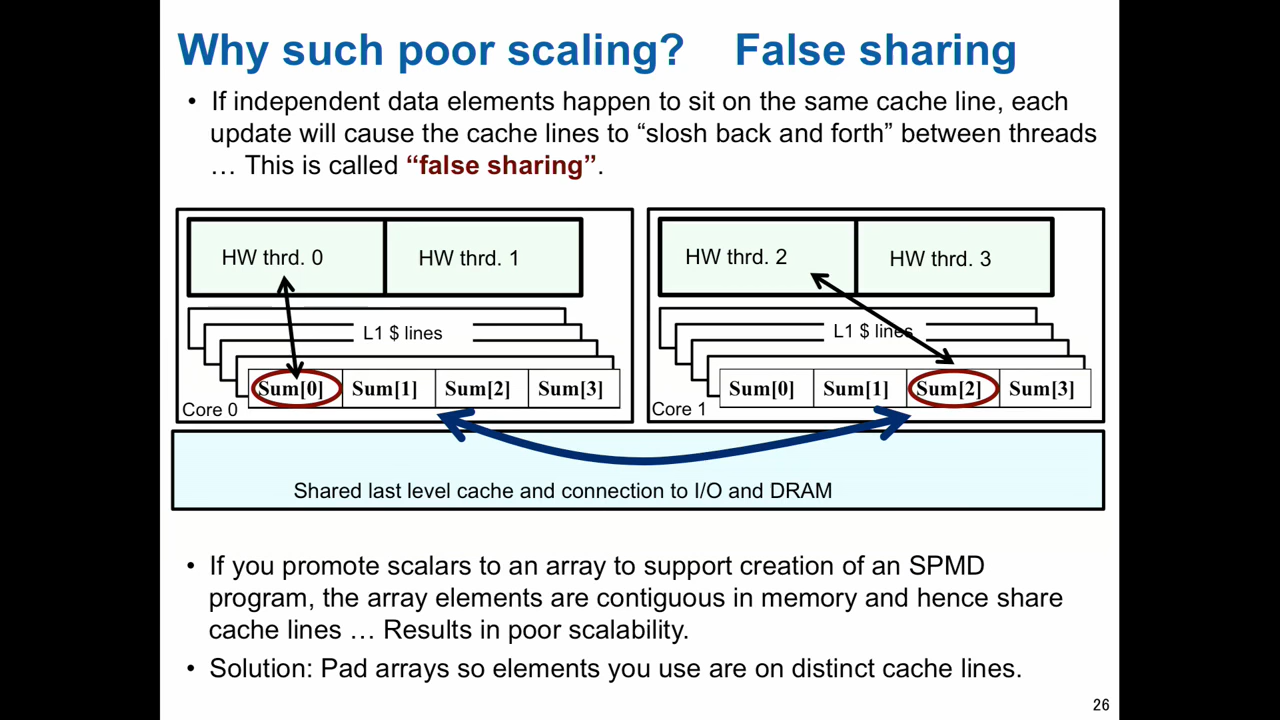 Why such poor scaling? False sharing
• If independent data elements happen to sit on the same cache line, each
update will cause the cache lines to “slosh back and forth” between threads
… This is called “false sharing”.
HW thrd. 0
HW thrd. 1
L1 $ lines
Sum[0] Sum[1] Sum[2] Sum[3]
Core 0
HW thrd. 2
HW thrd. 3
L1 $ lines
Sum[0] Sum[1] Sum[2] Sum[3]
Core 1
Shared last level cache and connection to I/O and DRAM
• If you promote scalars to an array to support creation of an SPMD
program, the array elements are contiguous in memory and hence share
cache lines … Results in poor scalability.
• Solution: Pad arrays so elements you use are on distinct cache lines.
26